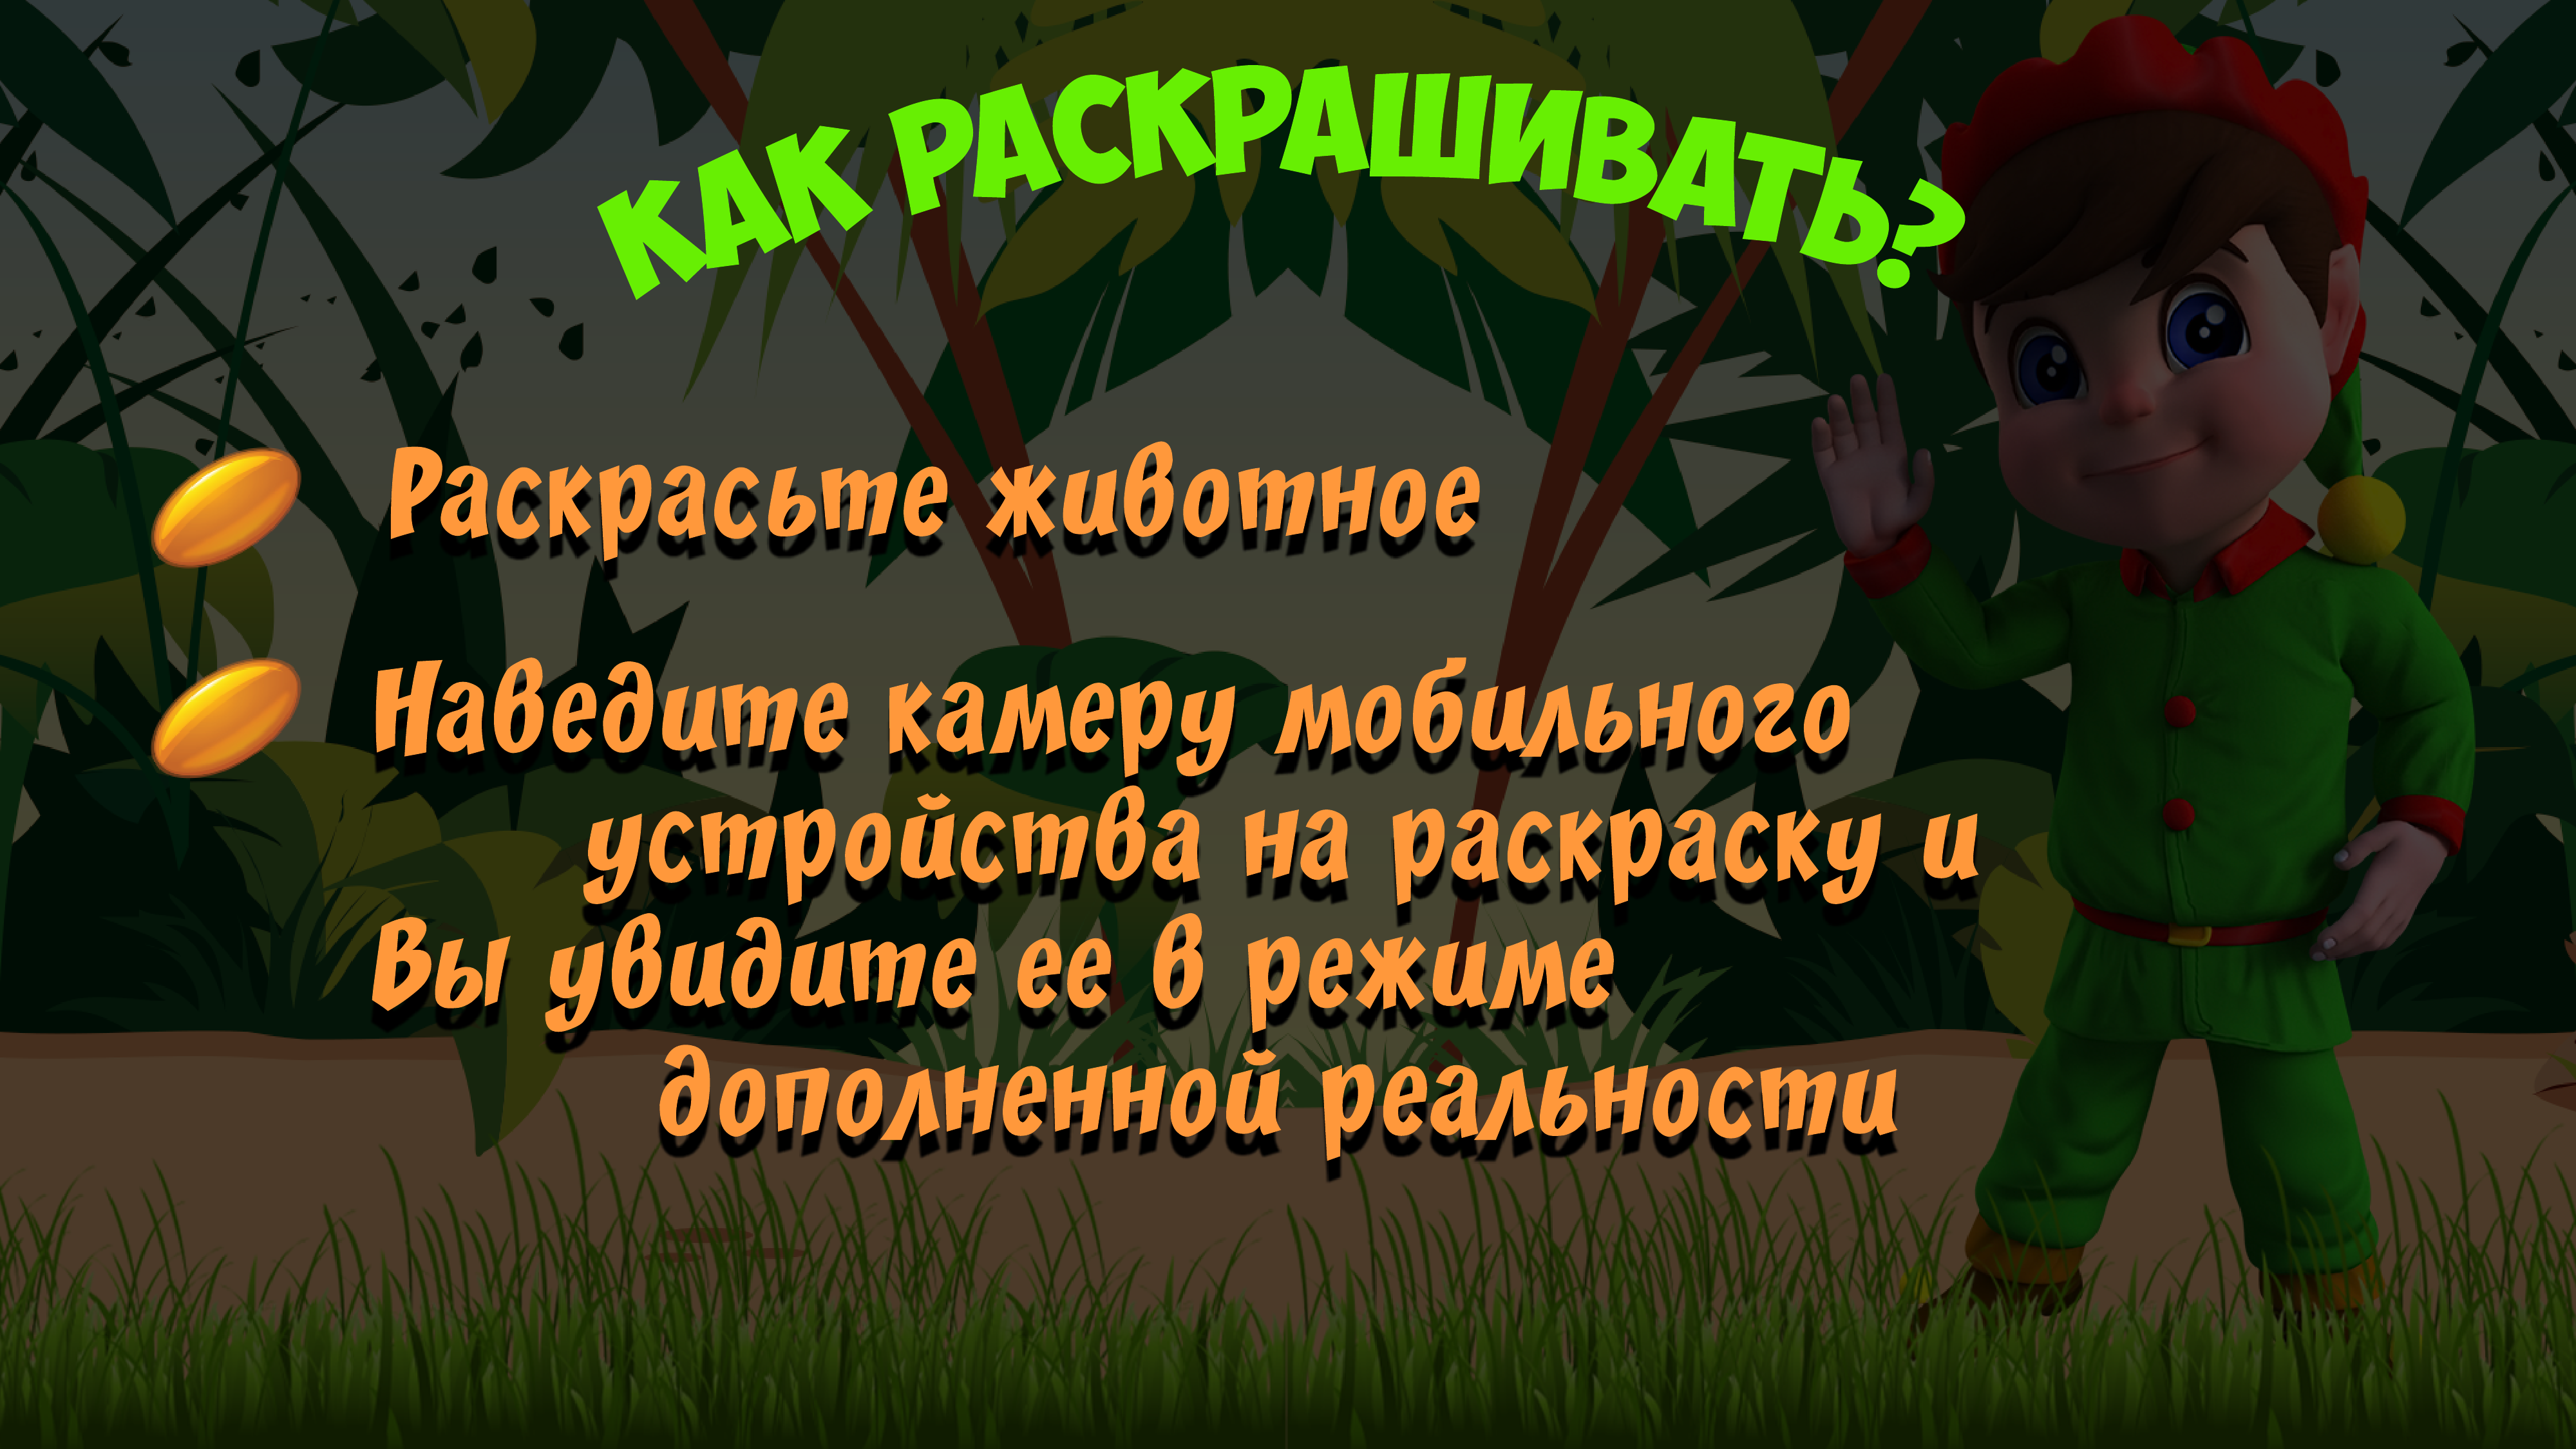 КАК РАСКРАШИВАТЬ?
Раскрасьте животное
Наведите камеру мобильного
устройства на раскраску и
Вы увидите ее в режиме
дополненной реальности